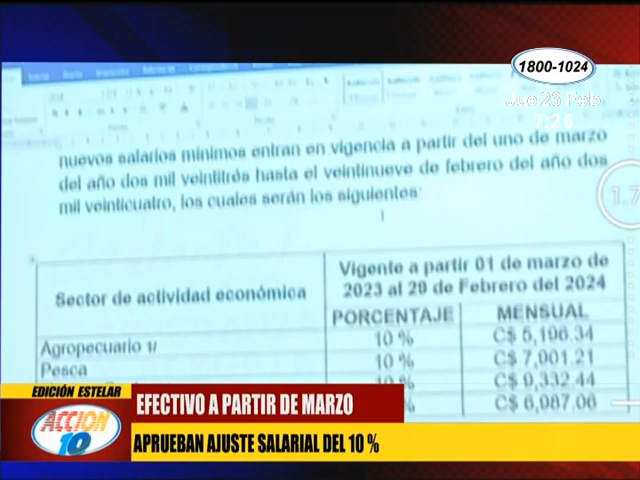 1800-1024
Jue 23 Feb
7:26
nuevos salarios mínimos entran en vigencia a partir del uno de marzo
del año dos mil veintitrés hasta el veintinueve de febrero del año dos
mil veinticuatro, los cuales serán los siguientes:
1.7
Sector de actividad económica
Vigente a partir 01 de marzo de
2023 al 29 de Febrero del 2024
PORCENTAJE MENSUAL
Agropecuario 1/ 10 % C$ 5,196.34
Pesca 10 % C$ 7,901.21
10 % C$ 9,332.44
% C$ 6,987.06
EDICIÓN ESTELAR
ACCION
10
EFECTIVO A PARTIR DE MARZO
APRUEBAN AJUSTE SALARIAL DEL 10 %